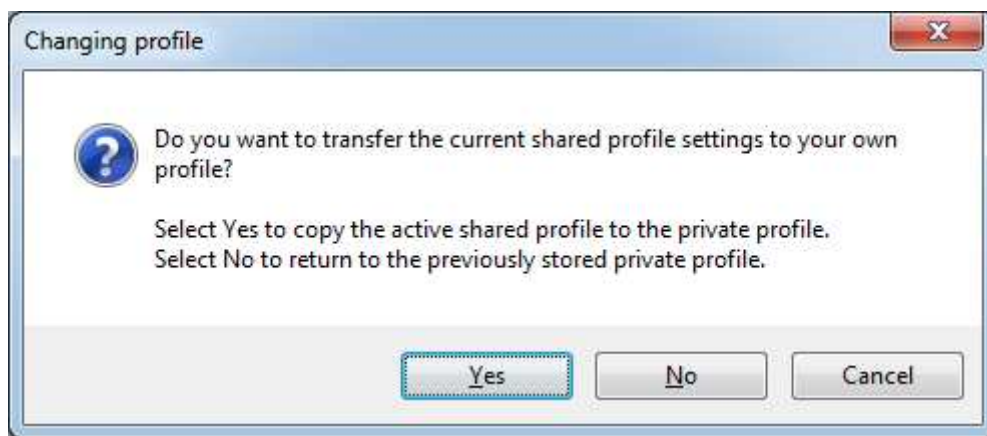 Changing profile
Do you want to transfer the current shared profile settings to your own
profile?
Select Yes to copy the active shared profile to the private profile.
Select No to return to the previously stored private profile.
Yes
No
Cancel